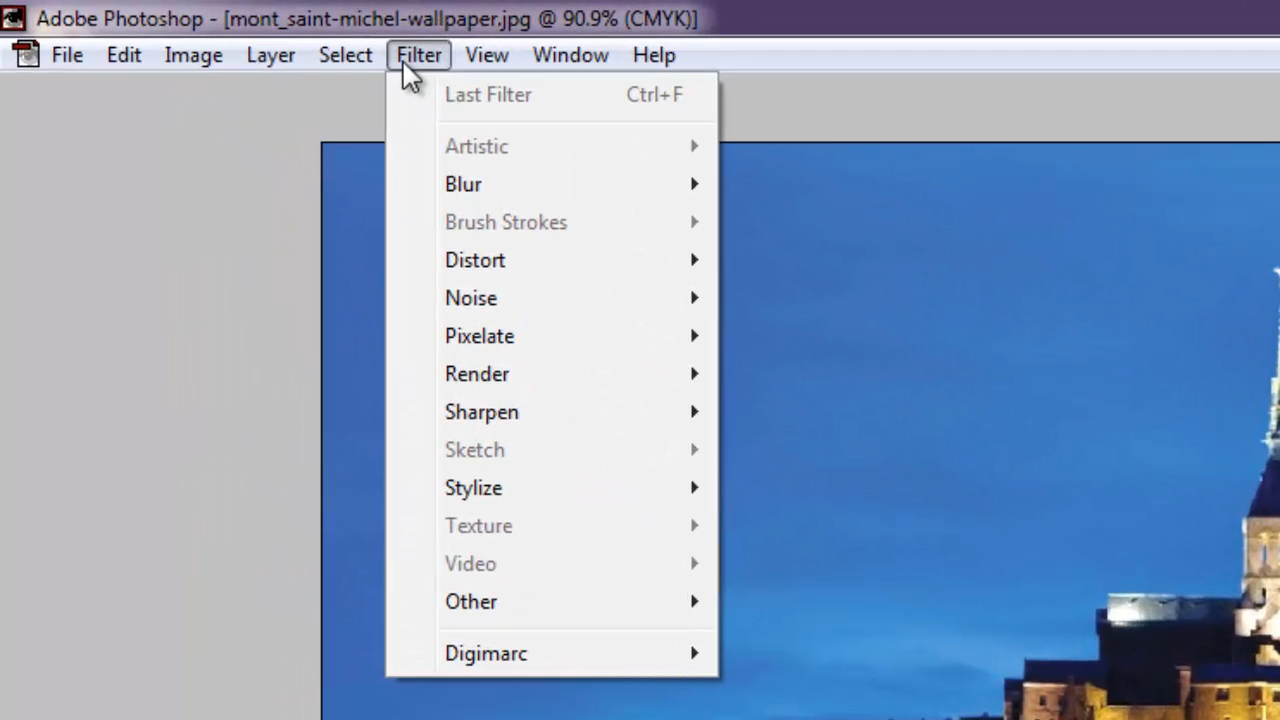 Adobe Photoshop - [mont_saint-michel-wallpaper.jpg @ 90.9% (CMYK)]
File Edit Image Layer Select Filter View Window Help
Last Filter Ctrl+F
Artistic
Blur
Brush Strokes
Distort
Noise
Pixelate
Render
Sharpen
Sketch
Stylize
Texture
Video
Other
Digimarc